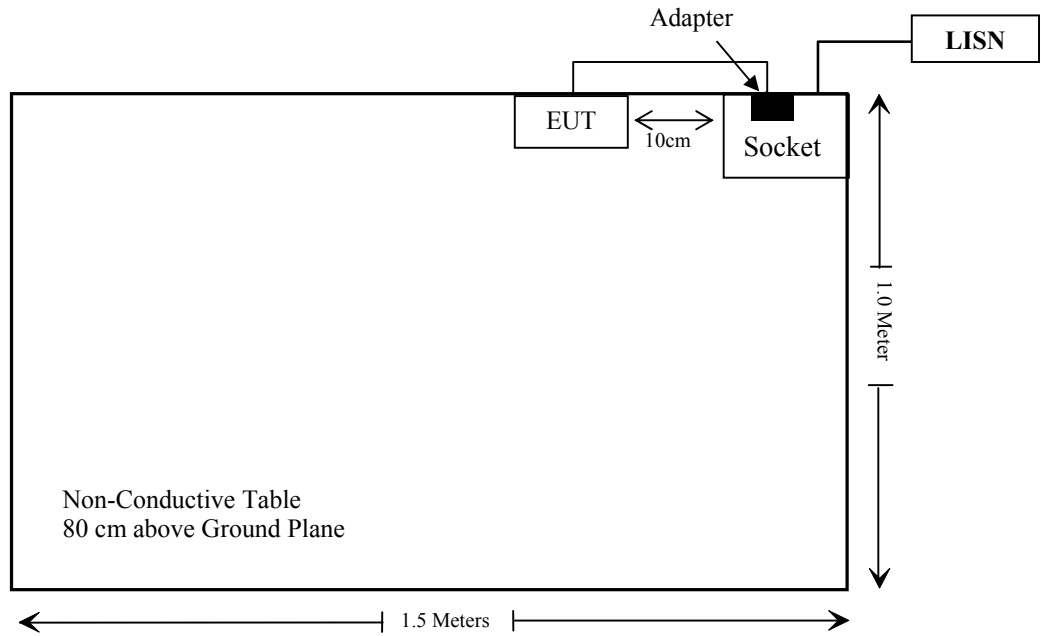 Adapter
LISN
EUT
10cm
Socket
1.0 Meter
Non-Conductive Table
80 cm above Ground Plane
1.5 Meters